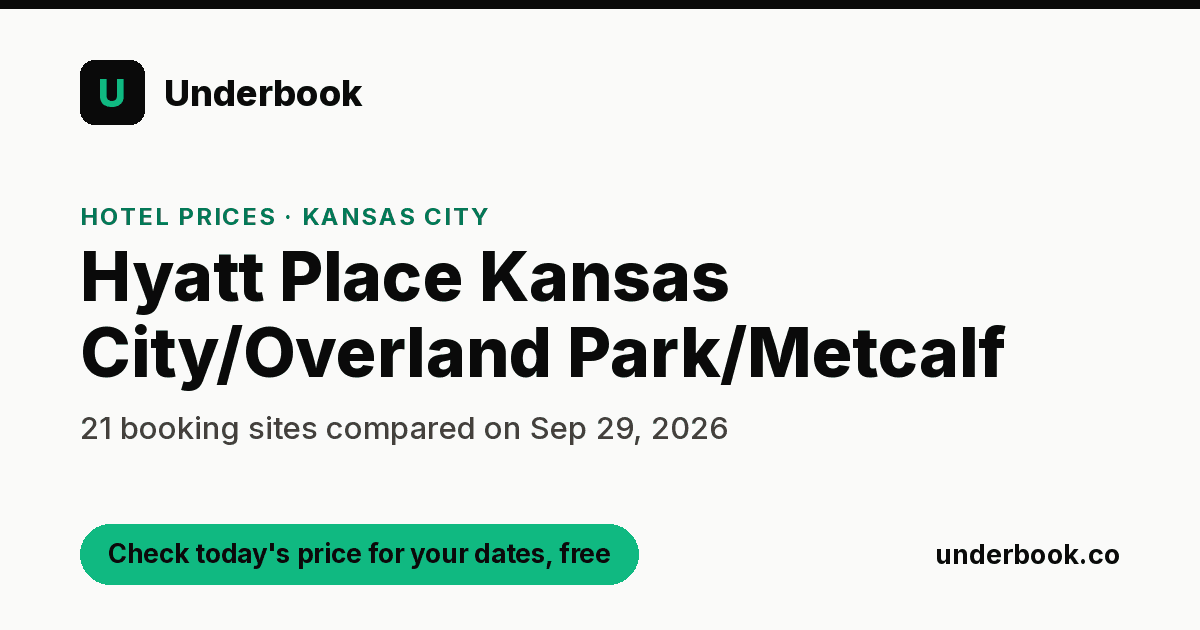 U
Underbook
HOTEL PRICES · KANSAS CITY
Hyatt Place Kansas
City/Overland Park/Metcalf
21 booking sites compared on Sep 29, 2026
Check today's price for your dates, free
underbook.co